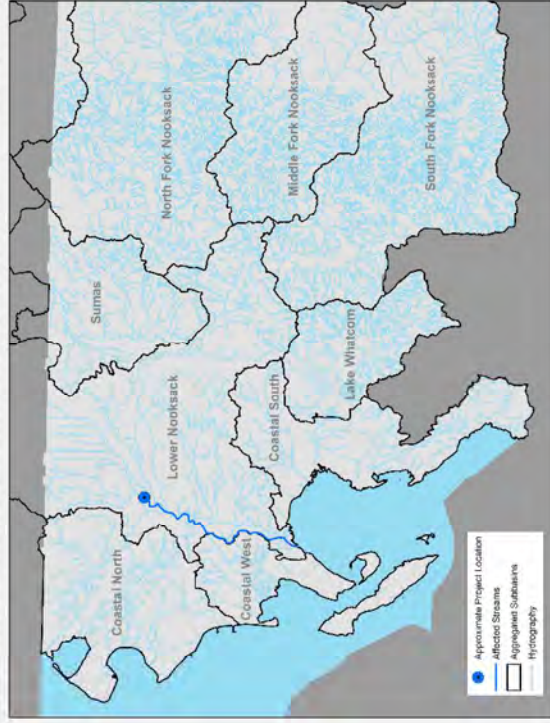 North Fork Nooksack
Middle Fork Nooksack
South Fork Nooksack
Sumas
Lower Nooksack
Lake Whatcom
Coastal South
Coastal North
Coastal West
Approximate Project Location
Affected Streams
Aggregated Subbasins
Hydrography